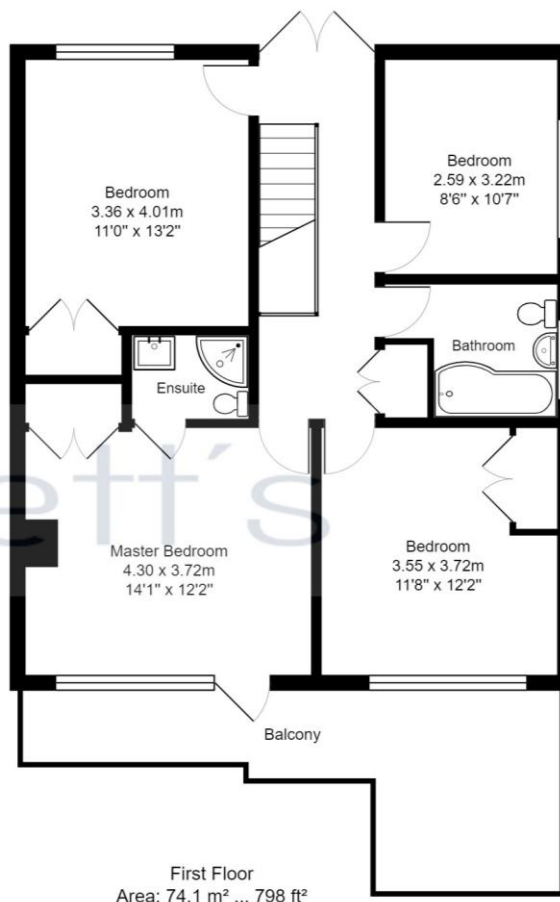 Bedroom
3.36 x 4.01m
11'0" x 13'2"
Bedroom
2.59 x 3.22m
8'6" x 10'7"
Ensuite
Bathroom
ett's
Master Bedroom
4.30 x 3.72m
14'1" x 12'2"
Bedroom
3.55 x 3.72m
11'8" x 12'2"
Balcony
First Floor
Area: 74.1 m² ... 798 ft²